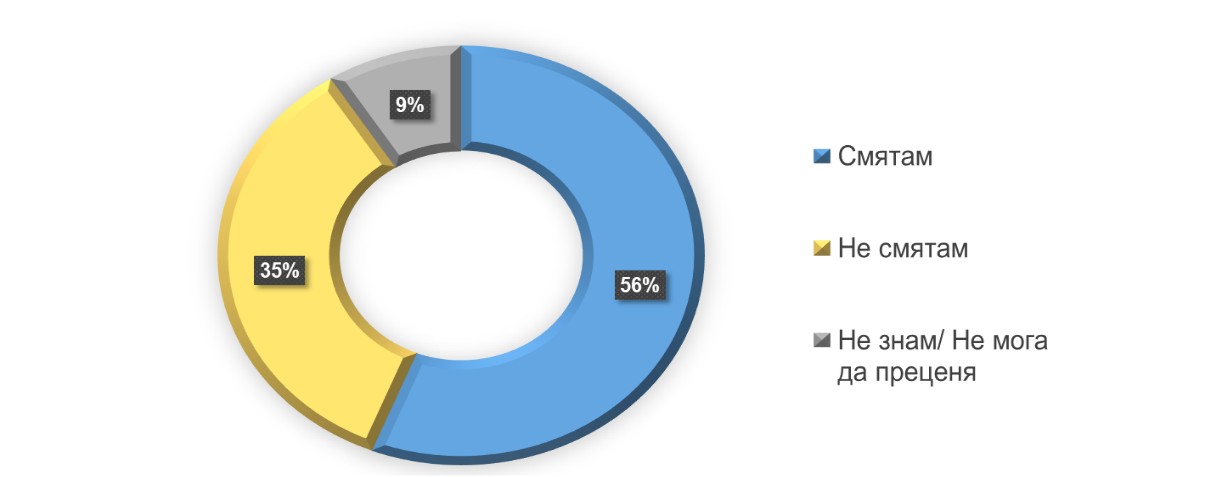 9%
35%
56%
Смятам
Не смятам
Не знам/ Не мога
да преценя